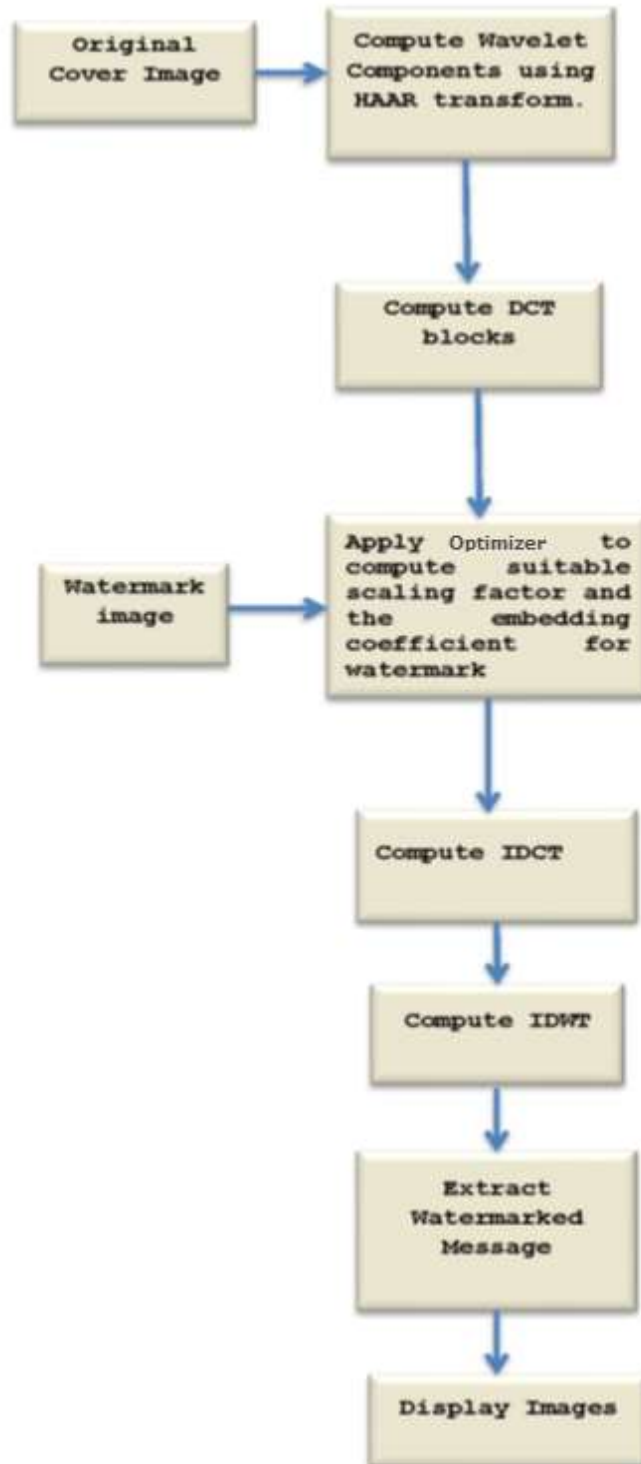 Original
Cover Image
Compute Wavelet
Components using
HAAR transform.
Compute DCT
blocks
Watermark
image
Apply Optimizer to
compute suitable
scaling factor and
the embedding
coefficient for
watermark
Compute IDCT
Compute IDWT
Extract
Watermarked
Message
Display Images